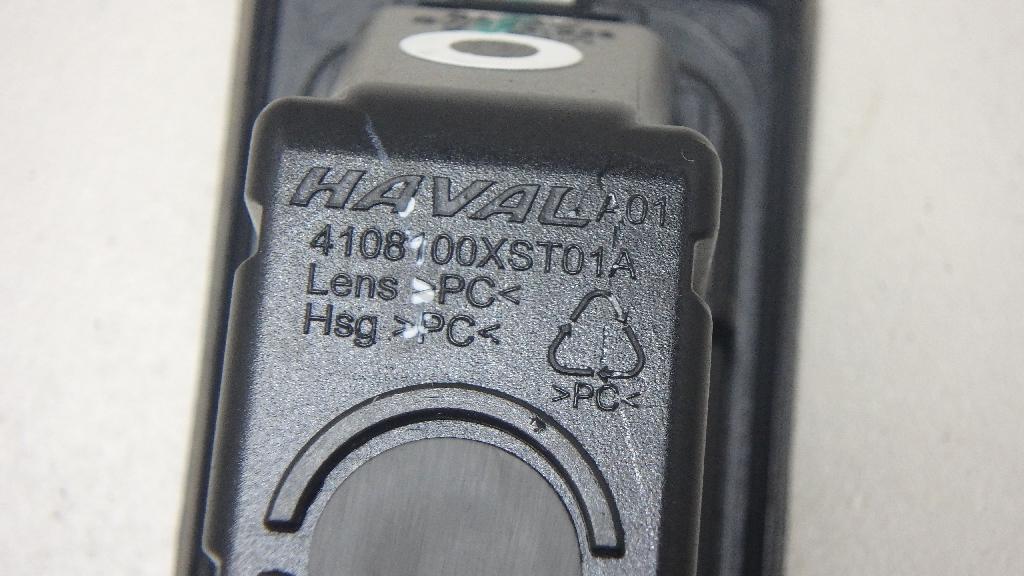 HAVAL A01
4108100XST01A
Lens >PC<
Hsg >PC<
>PC<